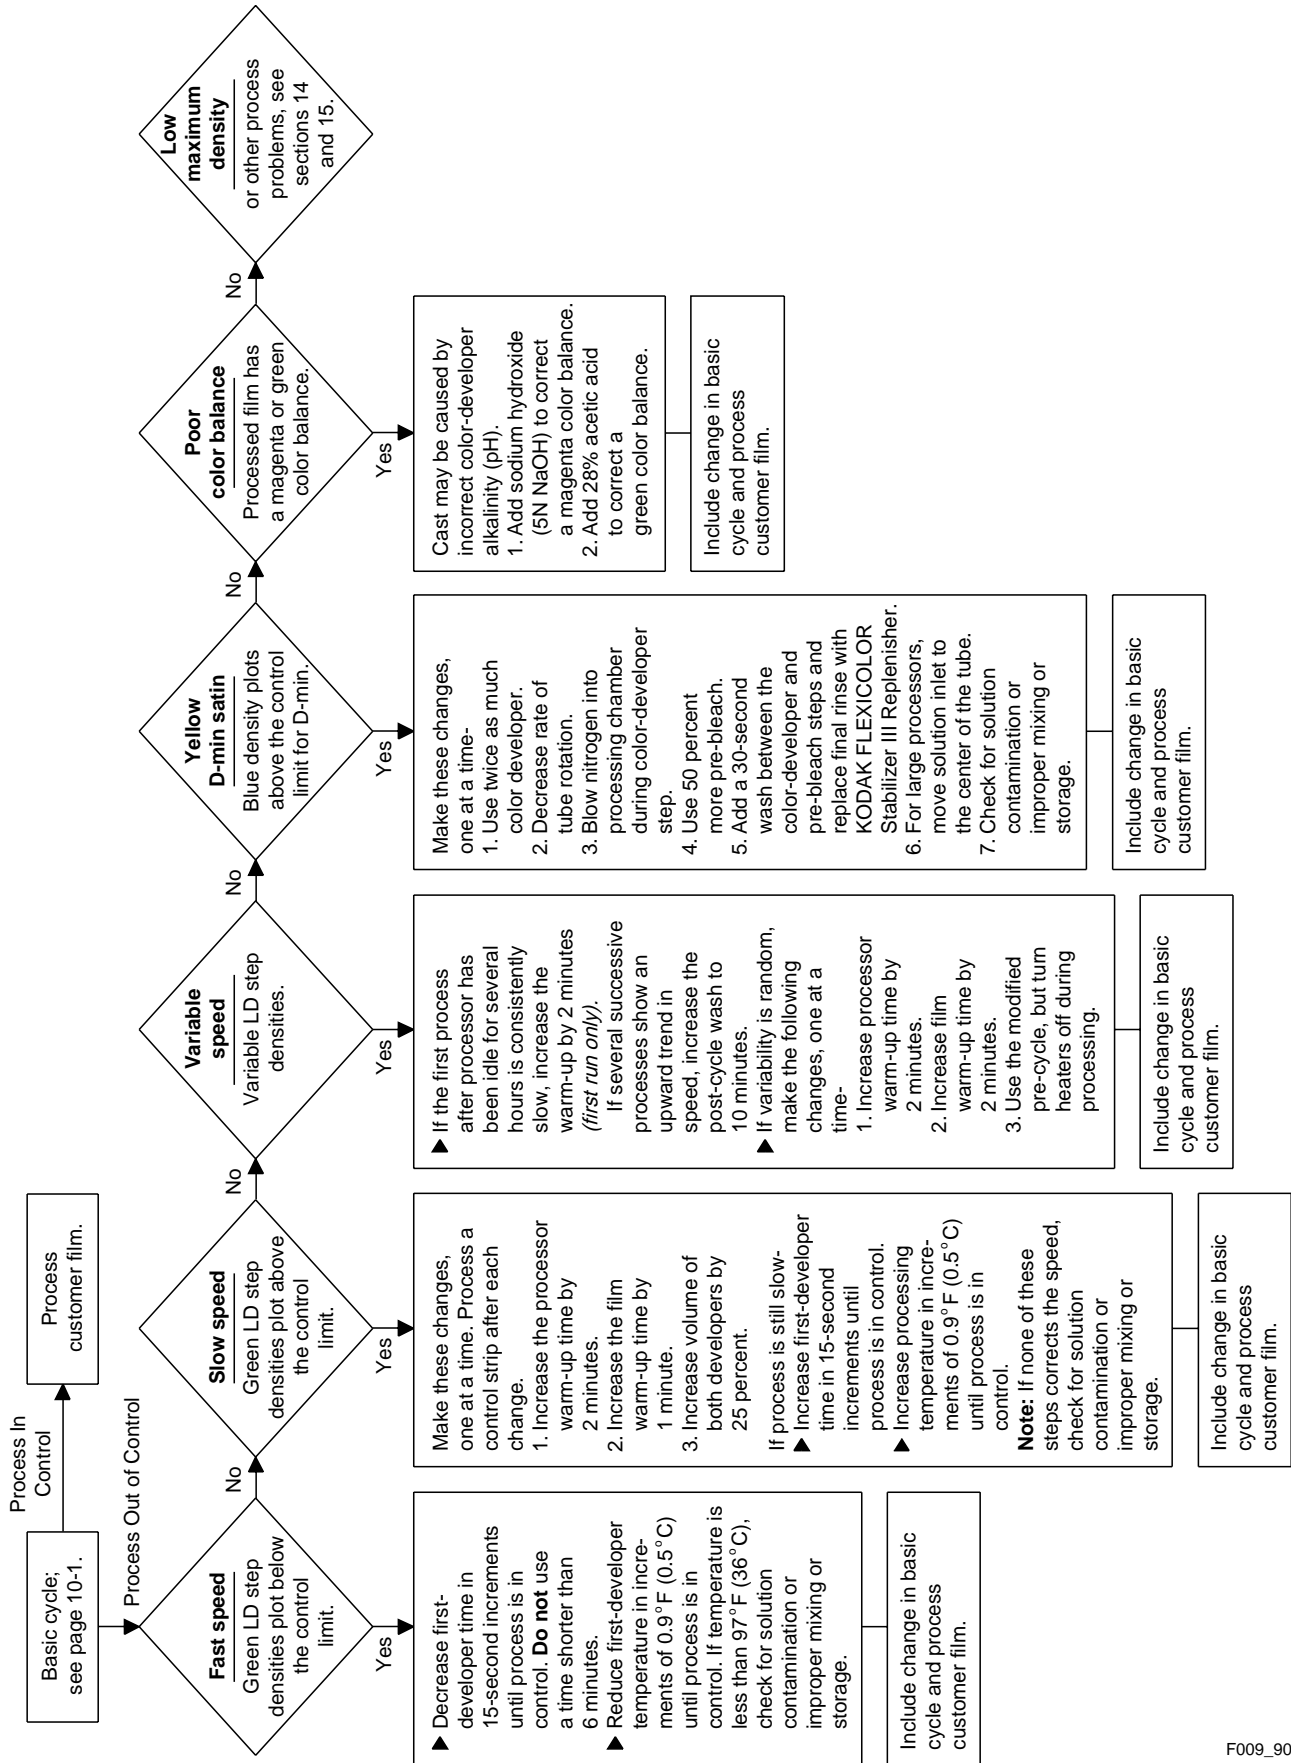 Basic cycle;
see page 10-1.
Process In
Control
Process
customer film.
Process Out of Control
Fast speed
Green LD step
densities plot below
the control
limit.
No
Yes
▶ Decrease first-
developer time in
15-second increments
until process is in
control. Do not use
a time shorter than
6 minutes.
▶ Reduce first-developer
temperature in incre-
ments of 0.9°F (0.5°C)
until process is in
control. If temperature is
less than 97°F (36°C),
check for solution
contamination or
improper mixing or
storage.
Include change in basic
cycle and process
customer film.
Slow speed
Green LD step
densities plot above
the control
limit.
No
Yes
Make these changes,
one at a time. Process a
control strip after each
change.
1. Increase the processor
warm-up time by
2 minutes.
2. Increase the film
warm-up time by
1 minute.
3. Increase volume of
both developers by
25 percent.
If process is still slow-
▶ Increase first-developer
time in 15-second
increments until
process is in control.
▶ Increase processing
temperature in incre-
ments of 0.9°F (0.5°C)
until process is in
control.
Note: If none of these
steps corrects the speed,
check for solution
contamination or
improper mixing or
storage.
Include change in basic
cycle and process
customer film.
Variable
speed
Variable LD step
densities.
No
Yes
▶ If the first process
after processor has
been idle for several
hours is consistently
slow, increase the
warm-up by 2 minutes
(first run only).
If several successive
processes show an
upward trend in
speed, increase the
post-cycle wash to
10 minutes.
▶ If variability is random,
make the following
changes, one at a
time-
1. Increase processor
warm-up time by
2 minutes.
2. Increase film
warm-up time by
2 minutes.
3. Use the modified
pre-cycle, but turn
heaters off during
processing.
Include change in basic
cycle and process
customer film.
Yellow
D-min satin
Blue density plots
above the control
limit for D-min.
No
Yes
Make these changes,
one at a time-
1. Use twice as much
color developer.
2. Decrease rate of
tube rotation.
3. Blow nitrogen into
processing chamber
during color-developer
step.
4. Use 50 percent
more pre-bleach.
5. Add a 30-second
wash between the
color-developer and
pre-bleach steps and
replace final rinse with
KODAK FLEXICOLOR
Stabilizer III Replenisher.
6. For large processors,
move solution inlet to
the center of the tube.
7. Check for solution
contamination or
improper mixing or
storage.
Include change in basic
cycle and process
customer film.
Poor
color balance
Processed film has
a magenta or green
color balance.
No
Yes
Cast may be caused by
incorrect color-developer
alkalinity (pH).
1. Add sodium hydroxide
(5N NaOH) to correct
a magenta color balance.
2. Add 28% acetic acid
to correct a
green color balance.
Include change in basic
cycle and process
customer film.
Low
maximum
density
or other process
problems, see
sections 14
and 15.
F009_90